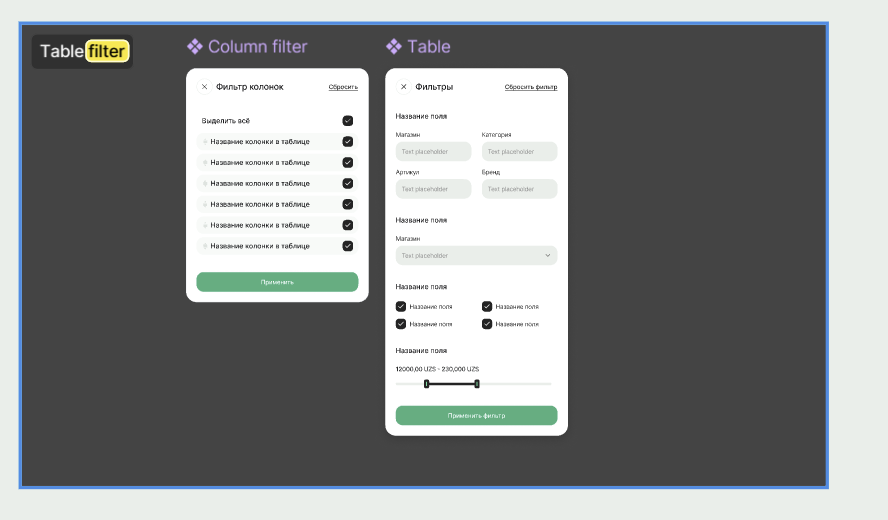 Table filter
Column filter
Фильтр колонок
Сбросить
Выделить всё
Название колонки в таблице
Название колонки в таблице
Название колонки в таблице
Название колонки в таблице
Название колонки в таблице
Название колонки в таблице
Применить
Table
Фильтры
Сбросить фильтр
Название поля
Магазин
Категория
Text placeholder
Text placeholder
Артикул
Бренд
Text placeholder
Text placeholder
Название поля
Магазин
Text placeholder
Название поля
Название поля
Название поля
Название поля
Название поля
Название поля
12000,00 UZS - 230,000 UZS
Применить фильтр